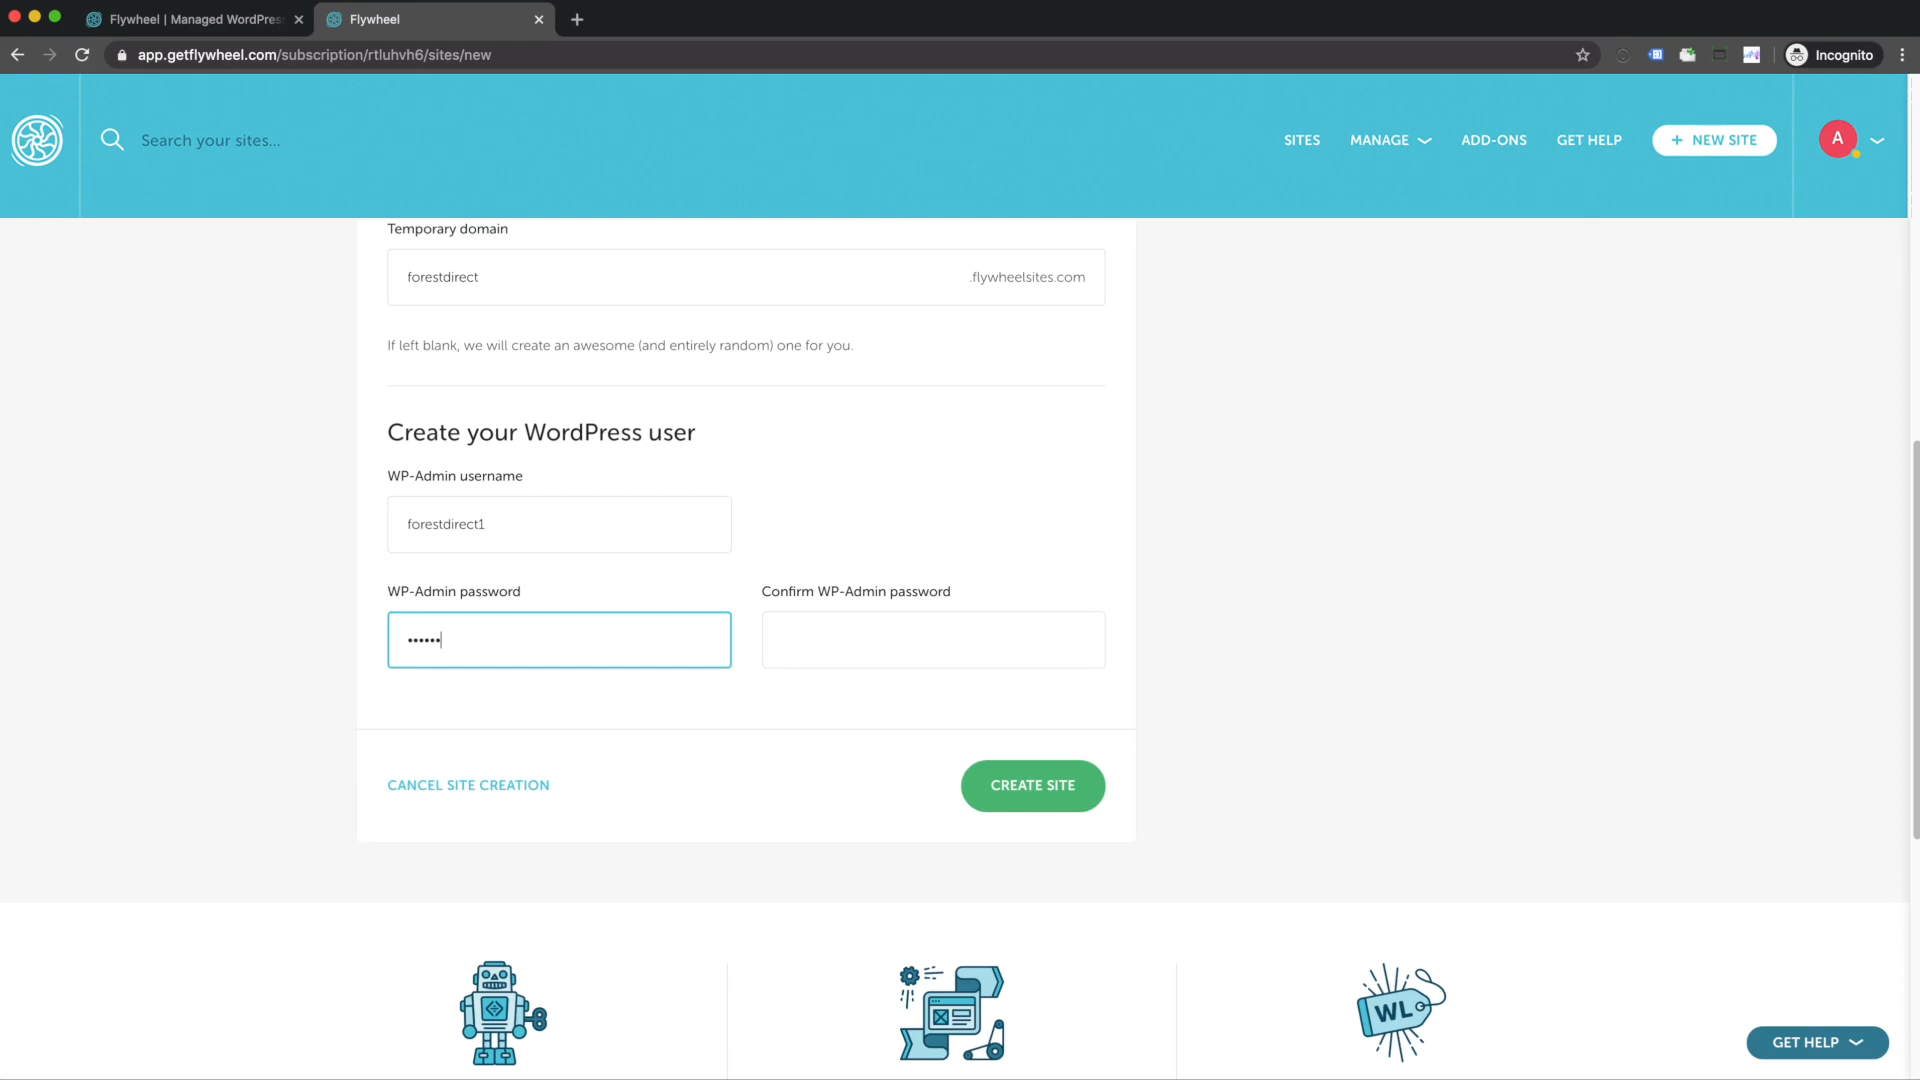 Flywheel | Managed WordPres
Flywheel
app.getflywheel.com/subscription/rtluhvh6/sites/new
Incognito
Search your sites...
SITES
MANAGE
ADD-ONS
GET HELP
+ NEW SITE
A
Temporary domain
forestdirect
.flywheelsites.com
If left blank, we will create an awesome (and entirely random) one for you.
Create your WordPress user
WP-Admin username
forestdirect1
WP-Admin password
Confirm WP-Admin password
••••••
CANCEL SITE CREATION
CREATE SITE
WL
GET HELP